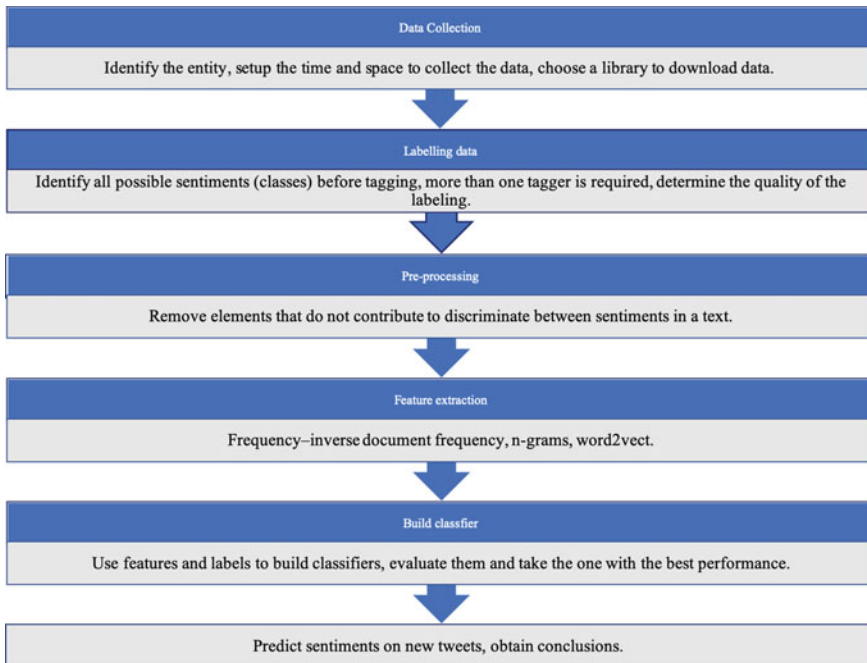 Data Collection
Identify the entity, setup the time and space to collect the data, choose a library to download data.
Labelling data
Identify all possible sentiments (classes) before tagging, more than one tagger is required, determine the quality of the
labeling.
Pre-processing
Remove elements that do not contribute to discriminate between sentiments in a text.
Feature extraction
Frequency–inverse document frequency, n-grams, word2vect.
Build classfier
Use features and labels to build classifiers, evaluate them and take the one with the best performance.
Predict sentiments on new tweets, obtain conclusions.